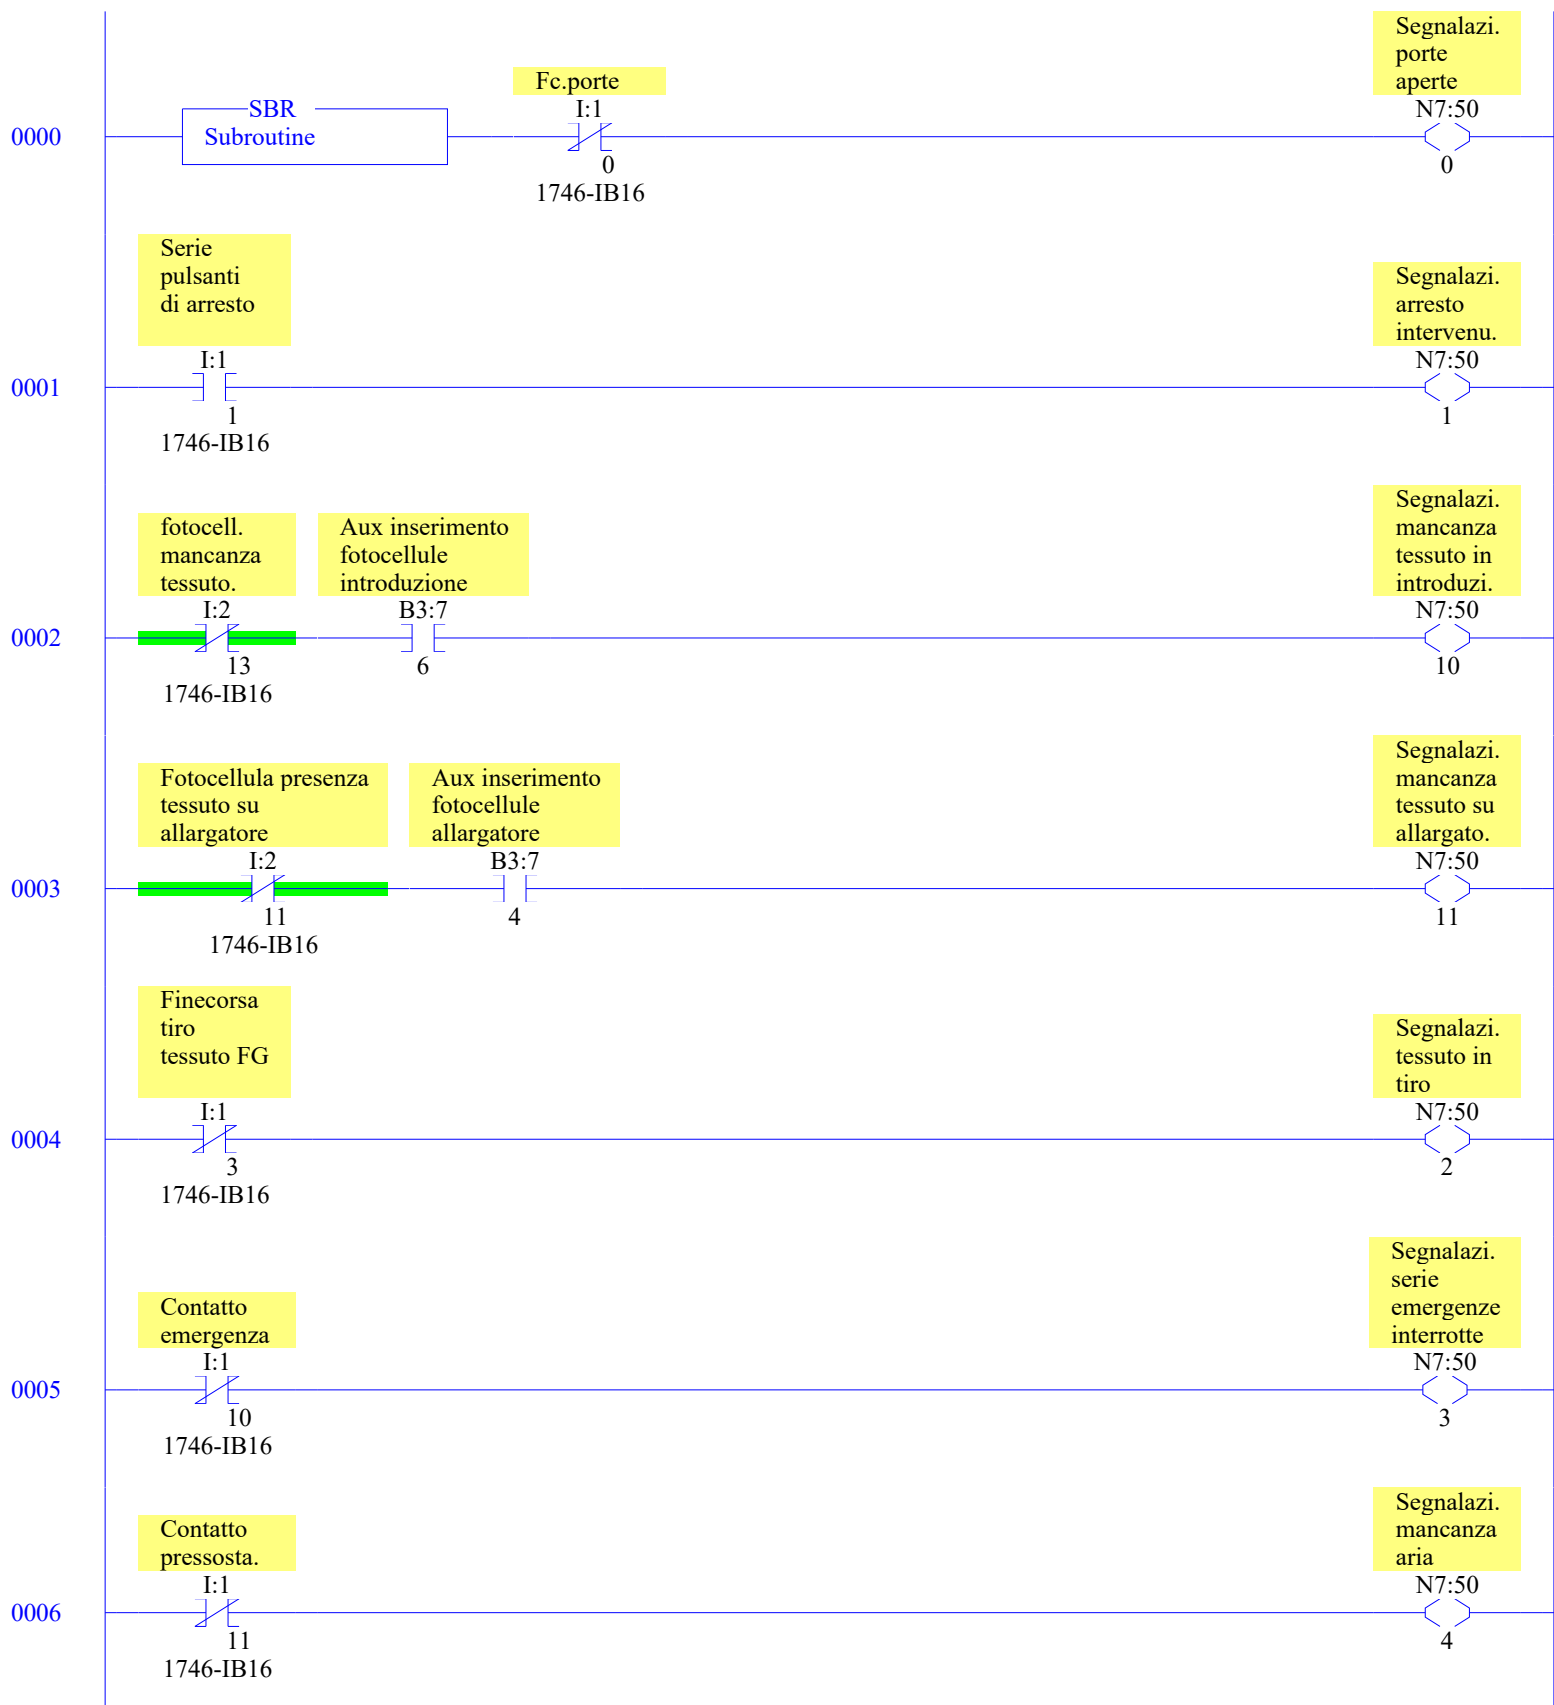 Segnalazi.
porte
aperte
Fc.porte
SBR
I:1
N7:50
0000
Subroutine
0
0
1746-IB16
Serie
pulsanti
di arresto
Segnalazi.
arresto
intervenu.
I:1
N7:50
0001
1
1
1746-IB16
Segnalazi.
mancanza
tessuto in
introduzi.
fotocell.
mancanza
tessuto.
Aux inserimento
fotocellule
introduzione
I:2
B3:7
N7:50
0002
13
6
10
1746-IB16
Segnalazi.
mancanza
tessuto su
allargato.
Fotocellula presenza
tessuto su
allargatore
Aux inserimento
fotocellule
allargatore
I:2
B3:7
N7:50
0003
11
4
11
1746-IB16
Finecorsa
tiro
tessuto FG
Segnalazi.
tessuto in
tiro
I:1
N7:50
0004
3
2
1746-IB16
Segnalazi.
serie
emergenze
interrotte
Contatto
emergenza
I:1
N7:50
0005
10
3
1746-IB16
Segnalazi.
mancanza
aria
Contatto
pressosta.
I:1
N7:50
0006
11
4
1746-IB16